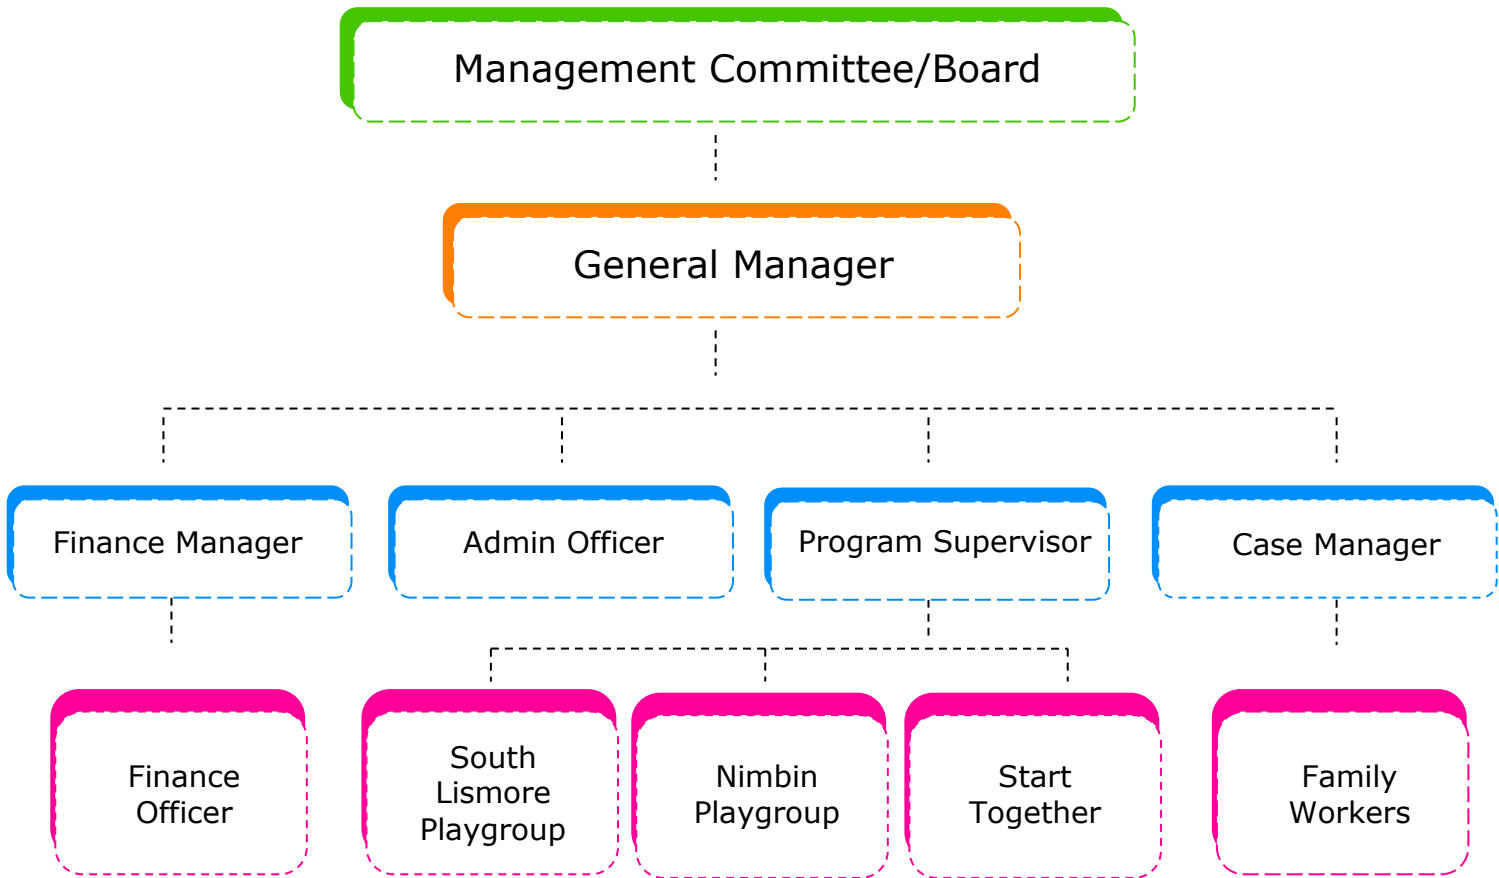 Management Committee/Board
General Manager
Finance Manager
Admin Officer
Program Supervisor
Case Manager
Finance
Officer
South
Lismore
Playgroup
Nimbin
Playgroup
Start
Together
Family
Workers